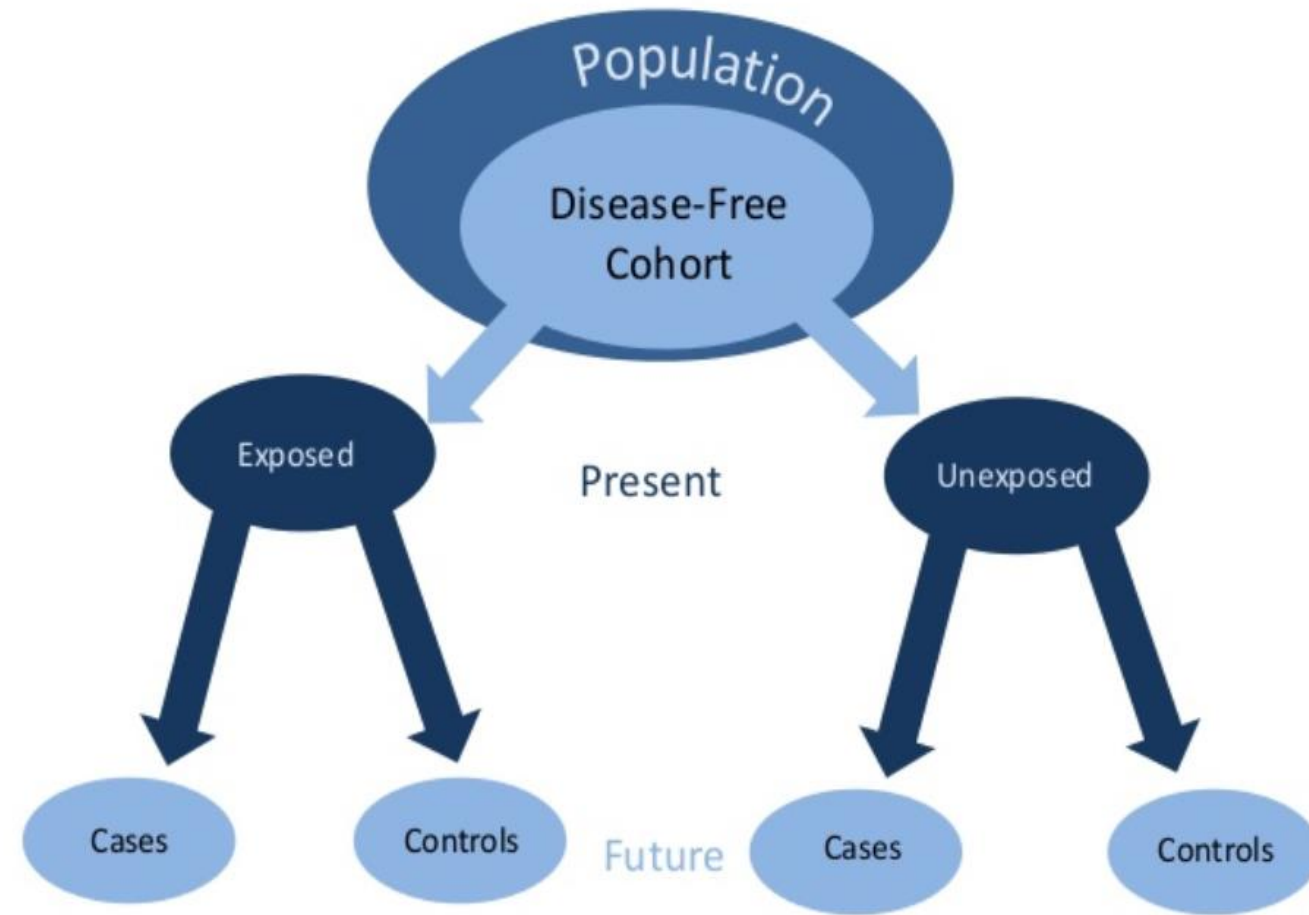 Population
Disease-Free
Cohort
Exposed
Present
Unexposed
Cases
Controls
Future
Cases
Controls